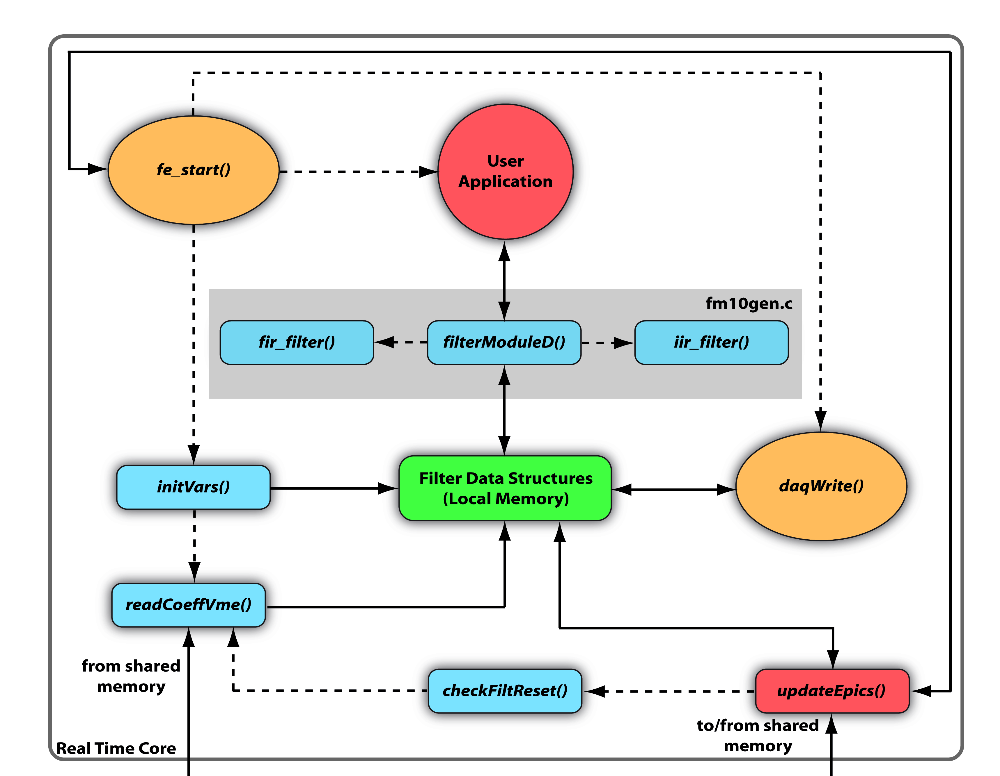 fe_start()
User
Application
fm10gen.c
fir_filter()
filterModuleD()
iir_filter()
initVars()
Filter Data Structures
(Local Memory)
daqWrite()
readCoeffVme()
from shared
memory
checkFiltReset()
updateEpics()
to/from shared
memory
Real Time Core